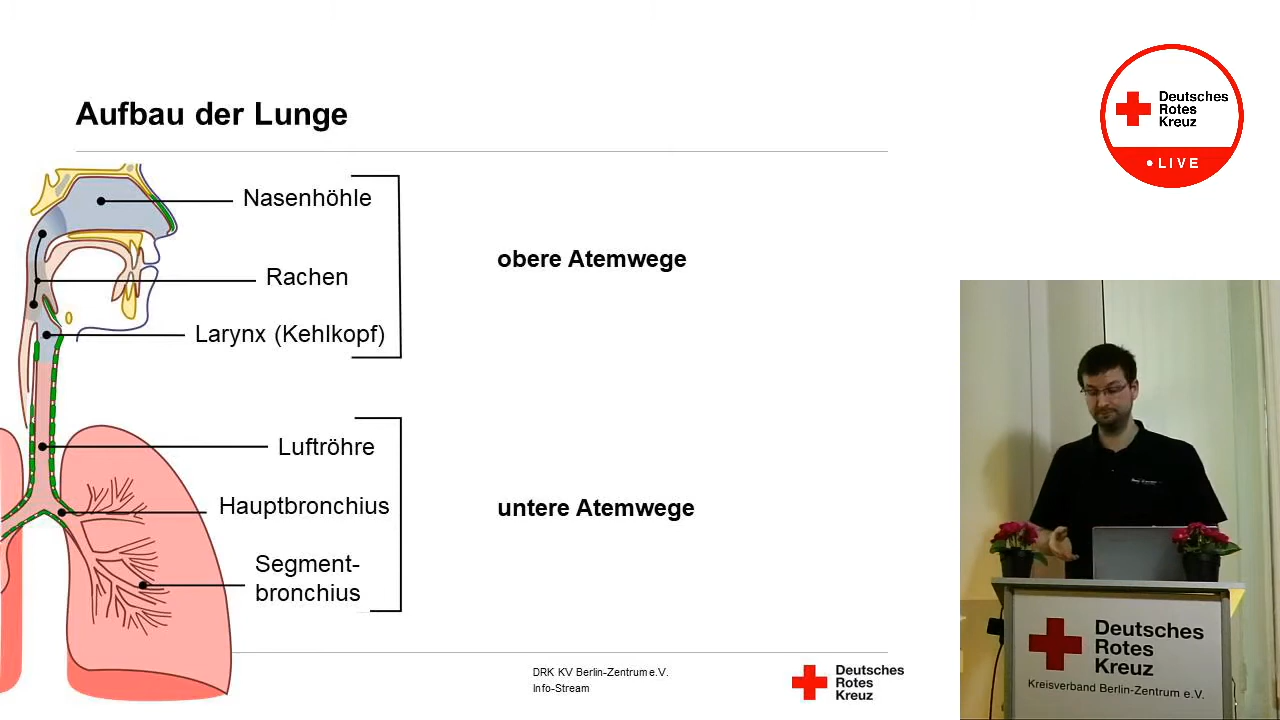 Aufbau der Lunge
Nasenhöhle
Rachen
Larynx (Kehlkopf)
obere Atemwege
Luftröhre
Hauptbronchius
Segment-
bronchius
untere Atemwege
DRK KV Berlin-Zentrum e.V.
Info-Stream
Deutsches
Rotes
Kreuz
Deutsches
Rotes
Kreuz
LIVE
Deutsches
Rotes
Kreuz
Kreisverband Berlin-Zentrum e.V.